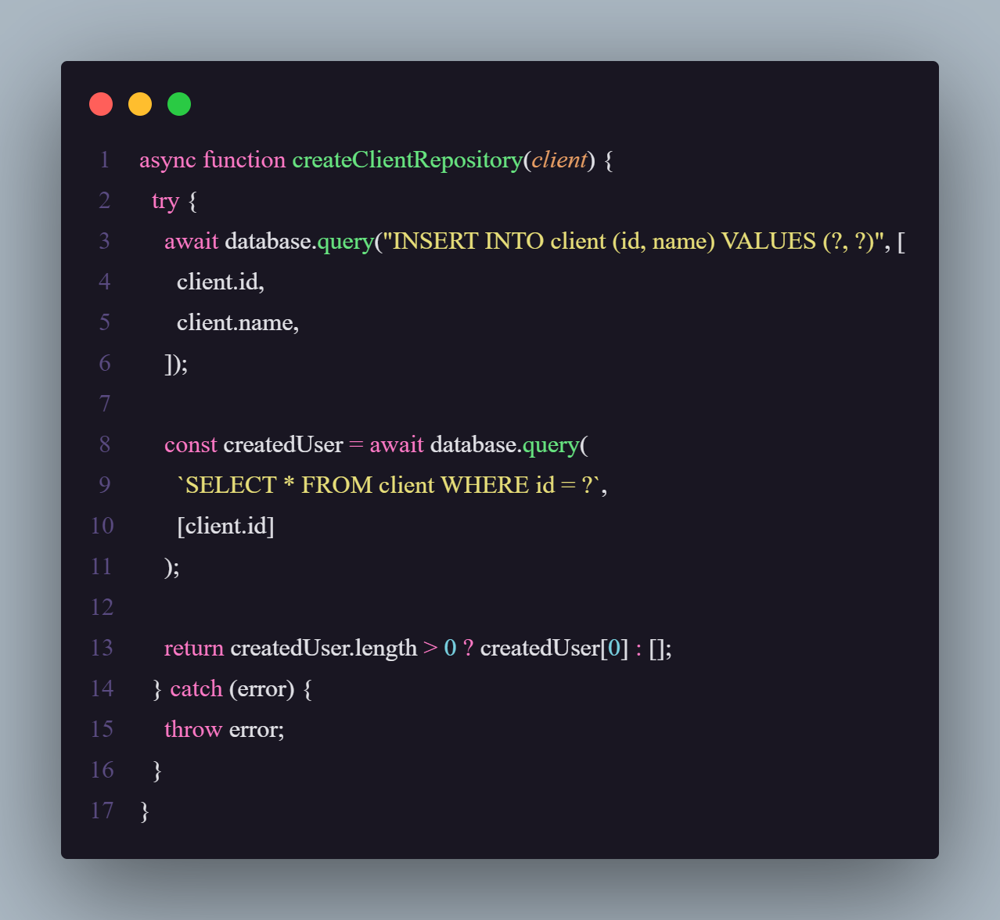 1 async function createClientRepository(client) {
2 try {
3 await database.query("INSERT INTO client (id, name) VALUES (?, ?)", [
4 client.id,
5 client.name,
6 ]);
7
8 const createdUser = await database.query(
9 `SELECT * FROM client WHERE id = ?`,
10 [client.id]
11 );
12
13 return createdUser.length > 0 ? createdUser[0] : [];
14 } catch (error) {
15 throw error;
16 }
17 }